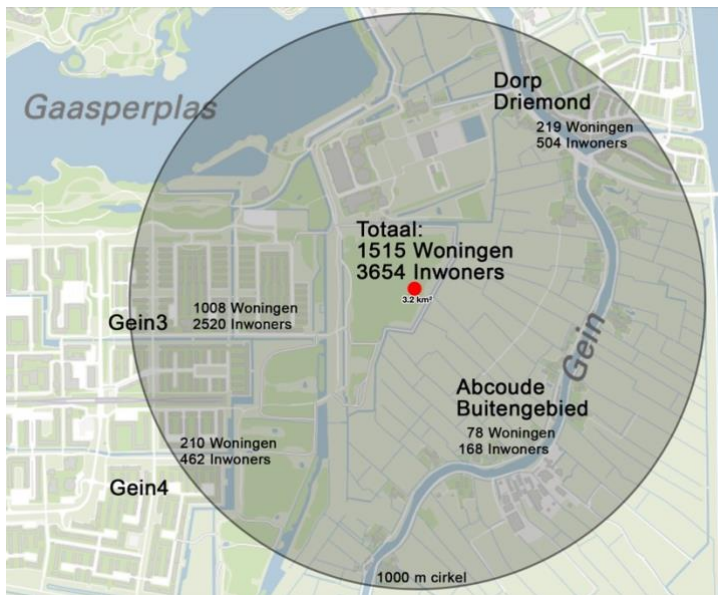 Gaasperplas
Dorp
Driemond
219 Woningen
504 Inwoners
Totaal:
1515 Woningen
3654 Inwoners
3.2 km²
1008 Woningen
2520 Inwoners
Gein3
Gein
Abcoude
Buitengebied
78 Woningen
168 Inwoners
210 Woningen
462 Inwoners
Gein4
1000 m cirkel